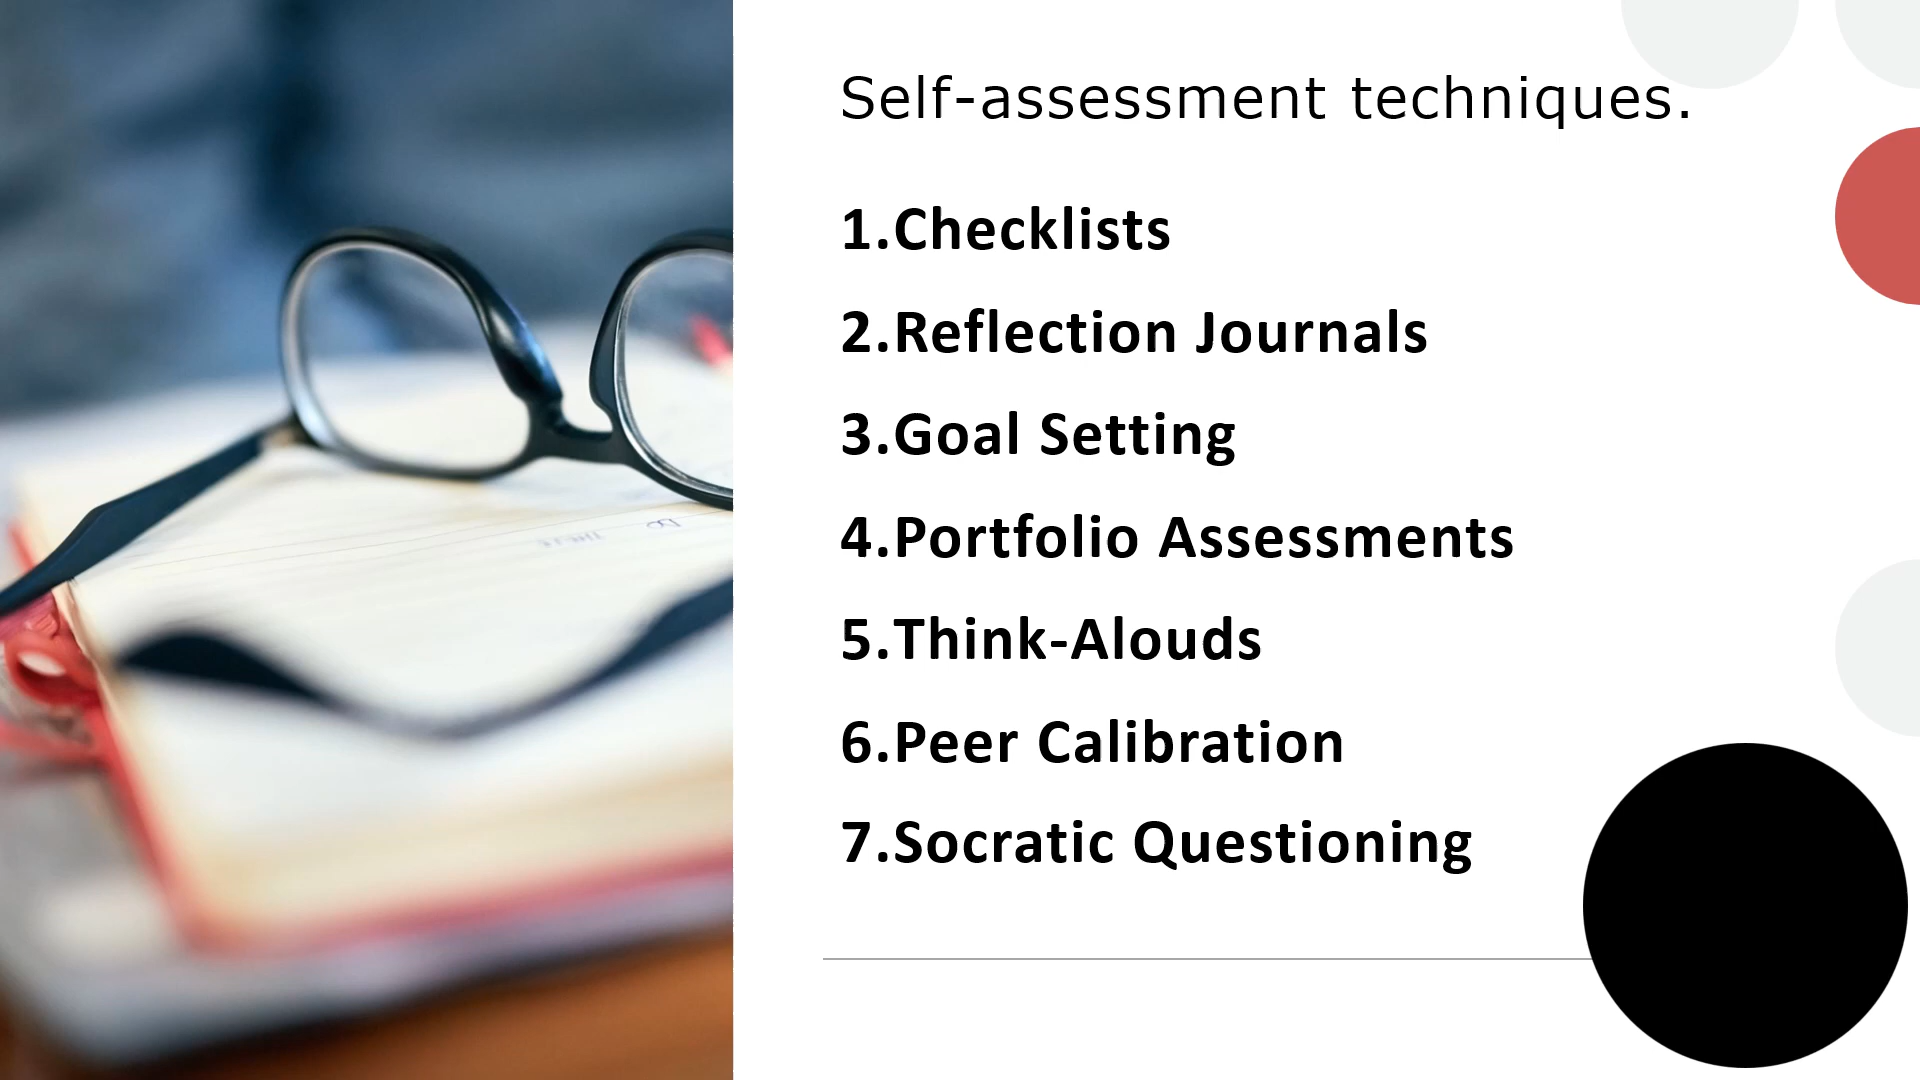 Self-assessment techniques.
1.Checklists
2.Reflection Journals
3.Goal Setting
4.Portfolio Assessments
5.Think-Alouds
6.Peer Calibration
7.Socratic Questioning